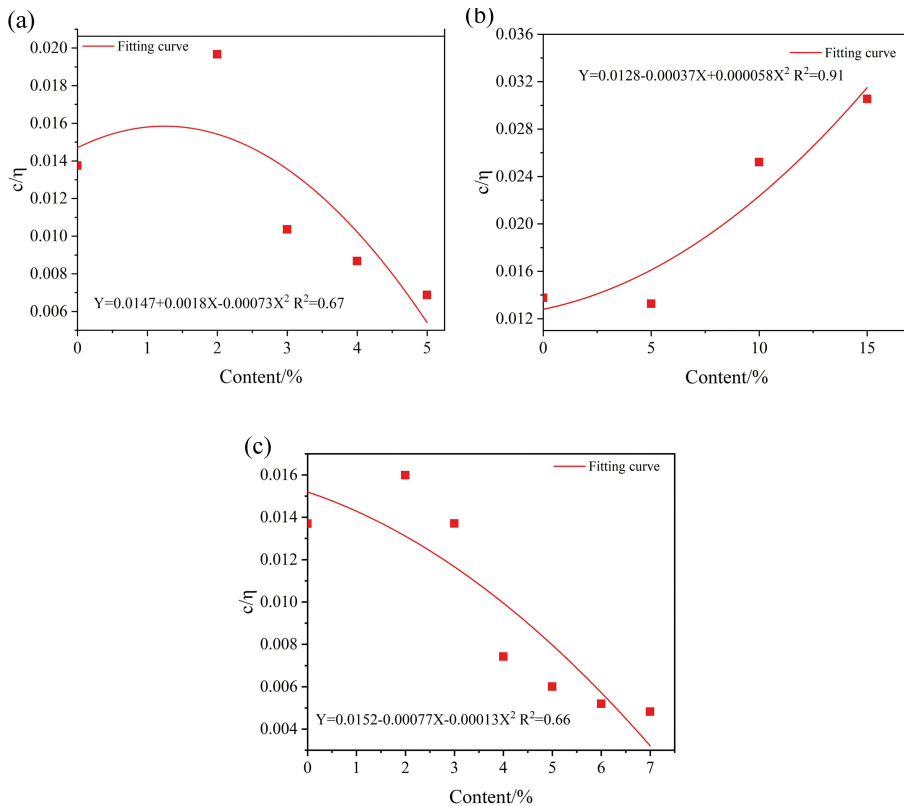 (a)
0.020
0.018
0.016
0.014
0.012
0.010
0.008
0.006
c/η
Fitting curve
Y=0.0147+0.0018X-0.00073X² R²=0.67
0 1 2 3 4 5
Content/%
(b)
0.036
0.032
0.028
0.024
0.020
0.016
0.012
c/η
Fitting curve
Y=0.0128-0.00037X+0.000058X² R²=0.91
0 5 10 15
Content/%
(c)
0.016
0.014
0.012
0.010
0.008
0.006
0.004
c/η
Fitting curve
Y=0.0152-0.00077X-0.00013X² R²=0.66
0 1 2 3 4 5 6 7
Content/%